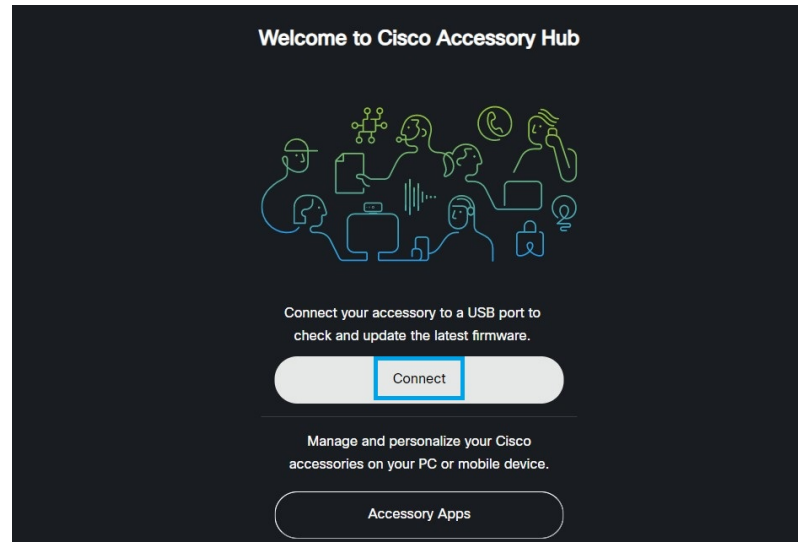 Welcome to Cisco Accessory Hub
Connect your accessory to a USB port to
check and update the latest firmware.
Connect
Manage and personalize your Cisco
accessories on your PC or mobile device.
Accessory Apps